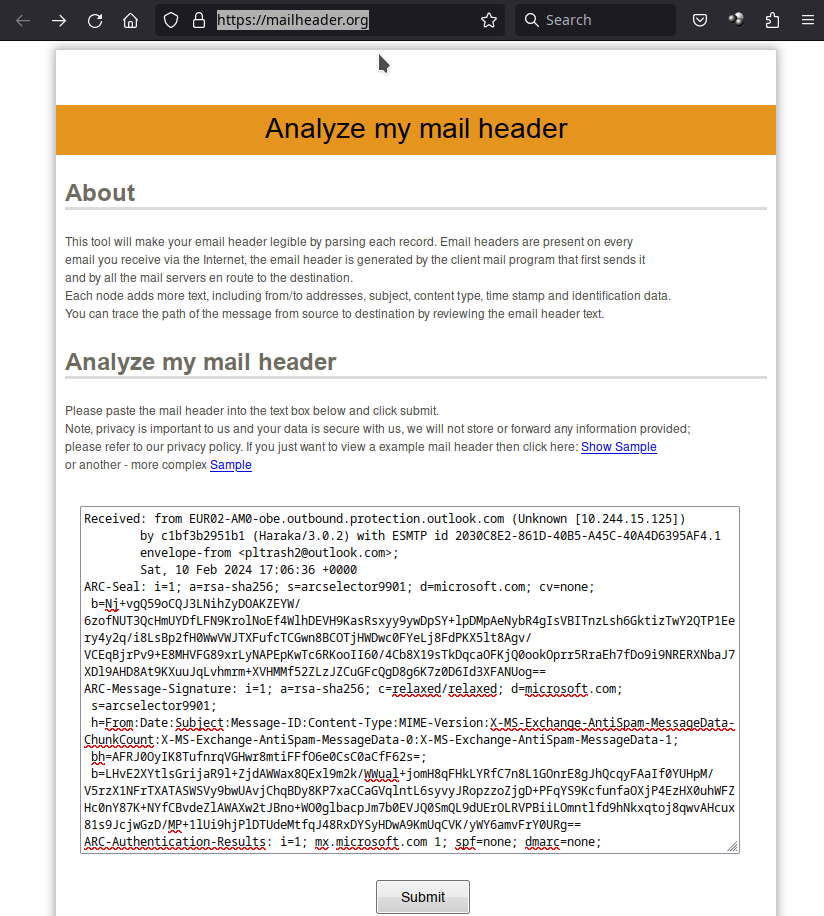 https://mailheader.org
Search
Analyze my mail header
About
This tool will make your email header legible by parsing each record. Email headers are present on every
email you receive via the Internet, the email header is generated by the client mail program that first sends it
and by all the mail servers en route to the destination.
Each node adds more text, including from/to addresses, subject, content type, time stamp and identification data.
You can trace the path of the message from source to destination by reviewing the email header text.
Analyze my mail header
Please paste the mail header into the text box below and click submit.
Note, privacy is important to us and your data is secure with us, we will not store or forward any information provided;
please refer to our privacy policy. If you just want to view a example mail header then click here: Show Sample
or another - more complex Sample
Received: from EUR02-AM0-obe.outbound.protection.outlook.com (Unknown [10.244.15.125])
by c1bf3b2951b1 (Haraka/3.0.2) with ESMTP id 2030C8E2-861D-40B5-A45C-40A4D6395AF4.1
envelope-from <pltrash2@outlook.com>;
Sat, 10 Feb 2024 17:06:36 +0000
ARC-Seal: i=1; a=rsa-sha256; s=arcselector9901; d=microsoft.com; cv=none;
b=Nj+vgQ59oCQJ3LNihZyDOAKZEYW/
6zofNUT3QcHmUYDfLFN9KrolNoEf4WlhDEVH9KasRsxyy9ywDpSY+lpDMpAeNybR4gIsVBITnzLsh6GktizTwY2QTP1Ee
ry4y2q/i8LsBp2fH0WwVWJTXFufcTCGwn8BCOTjHWDwc0FYeLj8FdPKX5lt8Agv/
VCEqBjrPv9+E8MHVFG89xrLyNAPEpKwTc6RKooII60/4Cb8X19sTkDqcaOFKjQ0ookOprr5RraEh7fDo9i9NRERXNbaJ7
XDl9AHD8At9KXuuJqLvhmrm+XVHMMf52ZLzJZCuGFcQgD8g6K7z0D6Id3XFANUog==
ARC-Message-Signature: i=1; a=rsa-sha256; c=relaxed/relaxed; d=microsoft.com;
s=arcselector9901;
h=From:Date:Subject:Message-ID:Content-Type:MIME-Version:X-MS-Exchange-AntiSpam-MessageData-
ChunkCount:X-MS-Exchange-AntiSpam-MessageData-0:X-MS-Exchange-AntiSpam-MessageData-1;
bh=AFRJ0OyIK8TufnrqVGHwr8mtiFFfO6e0CsC0aCfF62s=;
b=LHvE2XYtlsGrijaR9l+ZjdAWWax8QExl9m2k/WWual+jomH8qFHkLYRfC7n8L1GOnrE8gJhQcqyFAaIf0YUHpM/
V5rzX1NFrTXATASWSVy9bwUAvjChqBDy8KP7xaCCaGVqlntL6syvyJRopzzoZjgD+PFqYS9KcfunfaOXjP4EzHX0uhWFZ
Hc0nY87K+NYfCBvdeZlAWAXw2tJBno+WO0glbacpJm7b0EVJQ0SmQL9dUErOLRVPBiiLOmntlfd9hNkxqtoj8qwvAHcux
81s9JcjwGzD/MP+1lUi9hjPlDTUdeMtfqJ48RxDYSyHDwA9KmUqCVK/yWY6amvFrY0URg==
ARC-Authentication-Results: i=1; mx.microsoft.com 1; spf=none; dmarc=none;
Submit